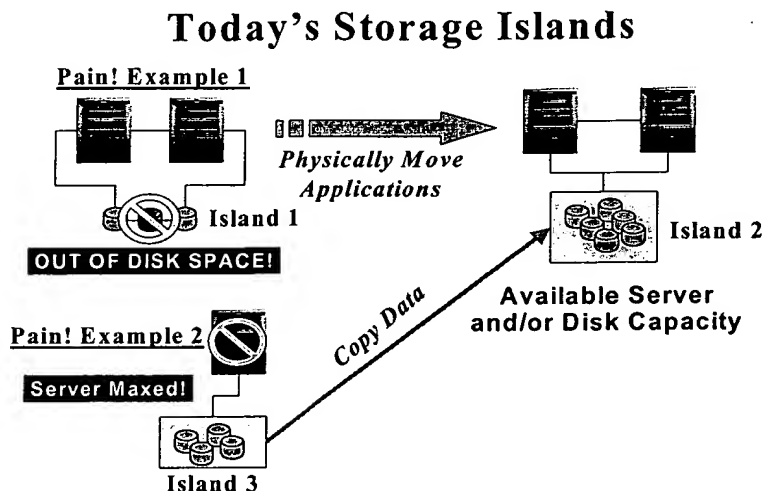 Today's Storage Islands
Pain! Example 1
Physically Move
Applications
Island 1
OUT OF DISK SPACE!
Island 2
Available Server
and/or Disk Capacity
Copy Data
Pain! Example 2
Server Maxed!
Island 3